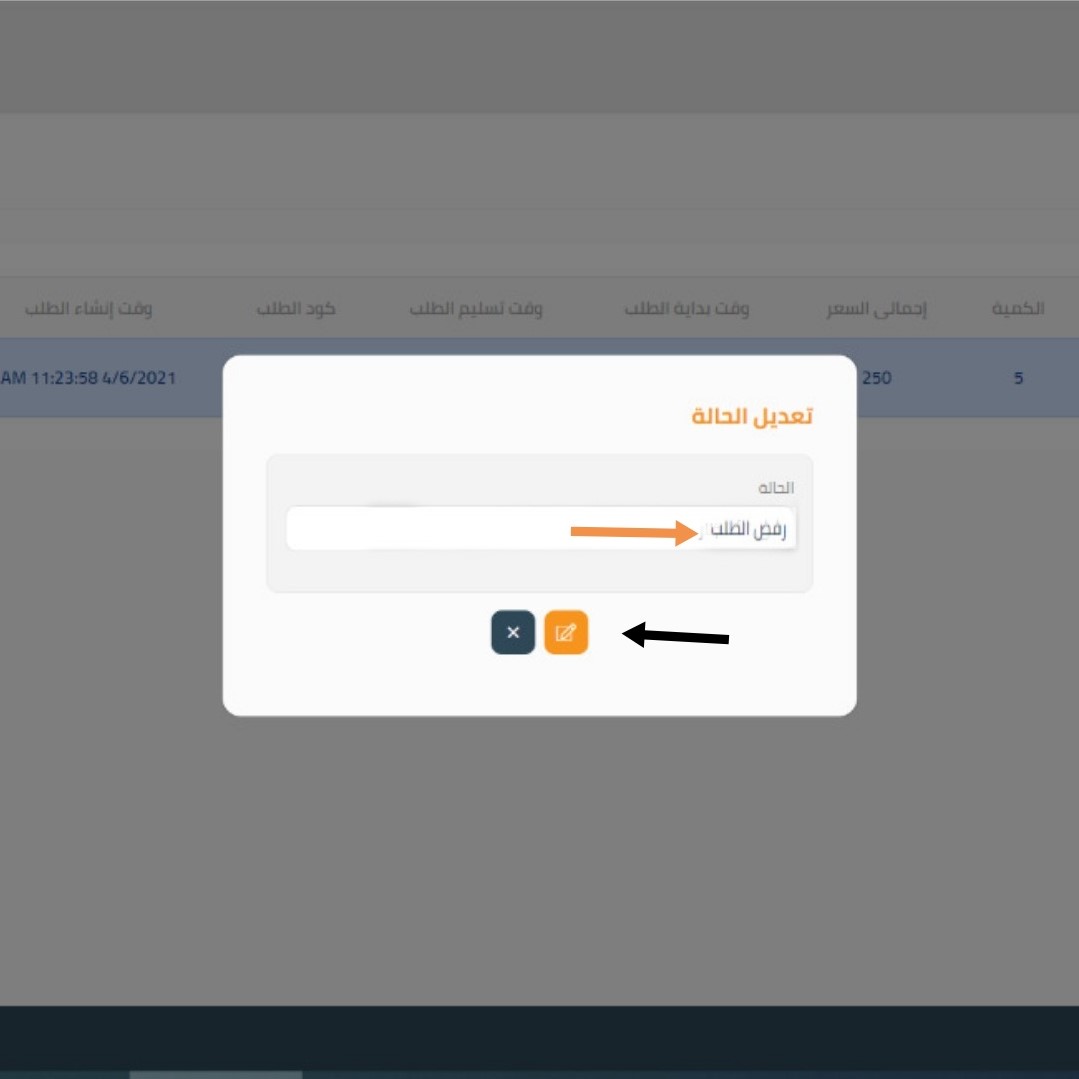 الكمية إجمالى السعر وقت بداية الطلب وقت تسليم الطلب كود الطلب وقت إنشاء الطلب
5 250 4/6/2021 11:23:58 AM
تعديل الحالة
الحالة
رفض الطلب